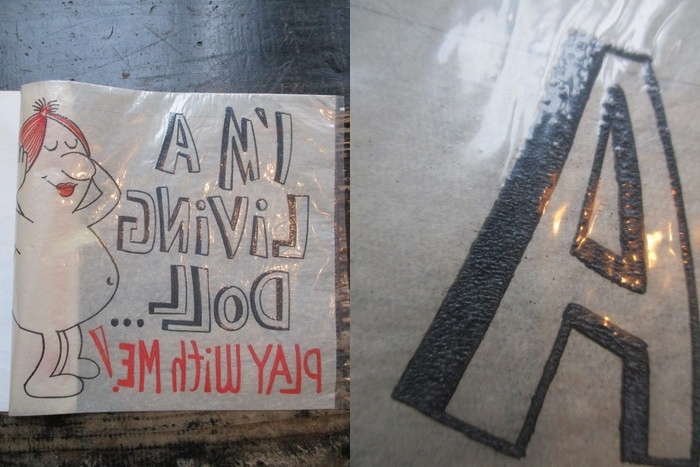 I'M A
LiViNG
DOLL...
PLAY WitH ME!
A